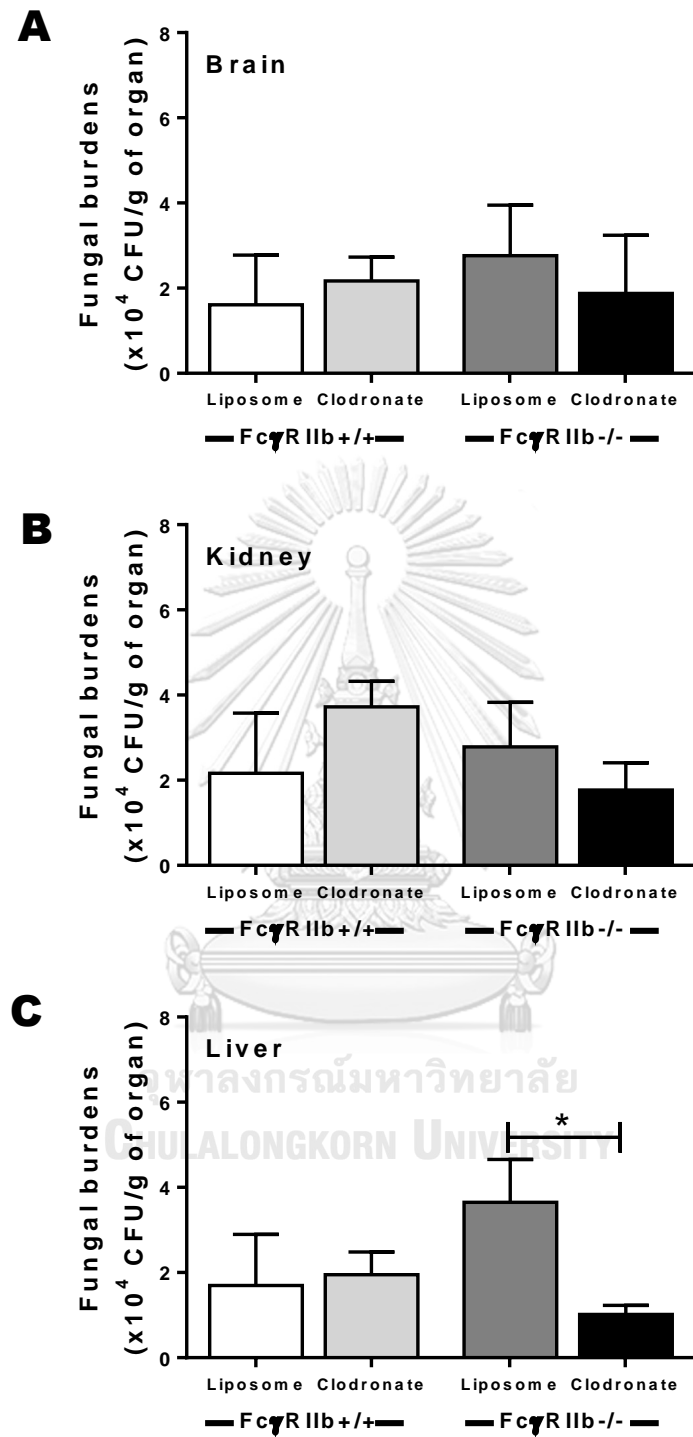 A
Fungal burdens
(x10⁴ CFU/g of organ)
8
6
4
2
0
Brain
Liposome Clodronate Liposome Clodronate
FcγRIIb+/+ FcγRIIb-/-
B
Fungal burdens
(x10⁴ CFU/g of organ)
8
6
4
2
0
Kidney
Liposome Clodronate Liposome Clodronate
FcγRIIb+/+ FcγRIIb-/-
C
Fungal burdens
(x10⁴ CFU/g of organ)
8
6
4
2
0
Liver
*
จุฬาลงกรณ์มหาวิทยาลัย
CHULALONGKORN UNIVERSITY
Liposome Clodronate Liposome Clodronate
FcγRIIb+/+ FcγRIIb-/-